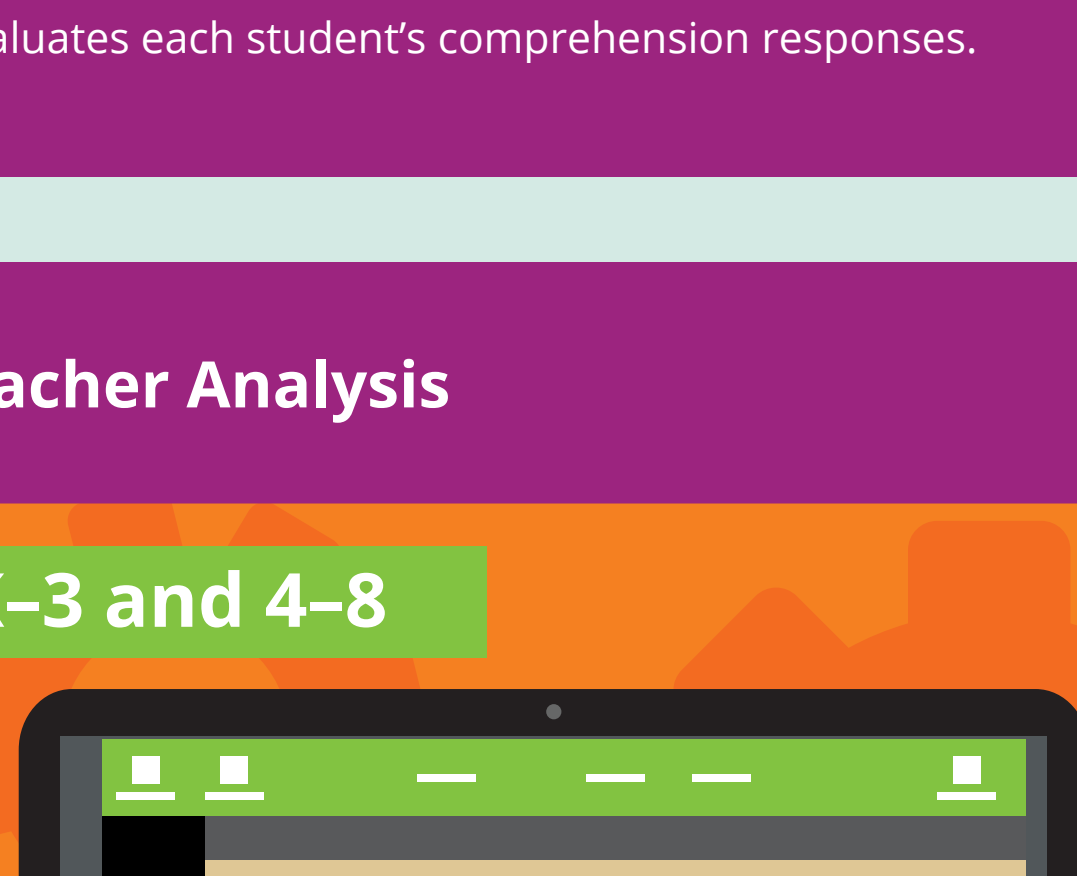 aluates each student’s comprehension responses.
acher Analysis
K–3 and 4–8